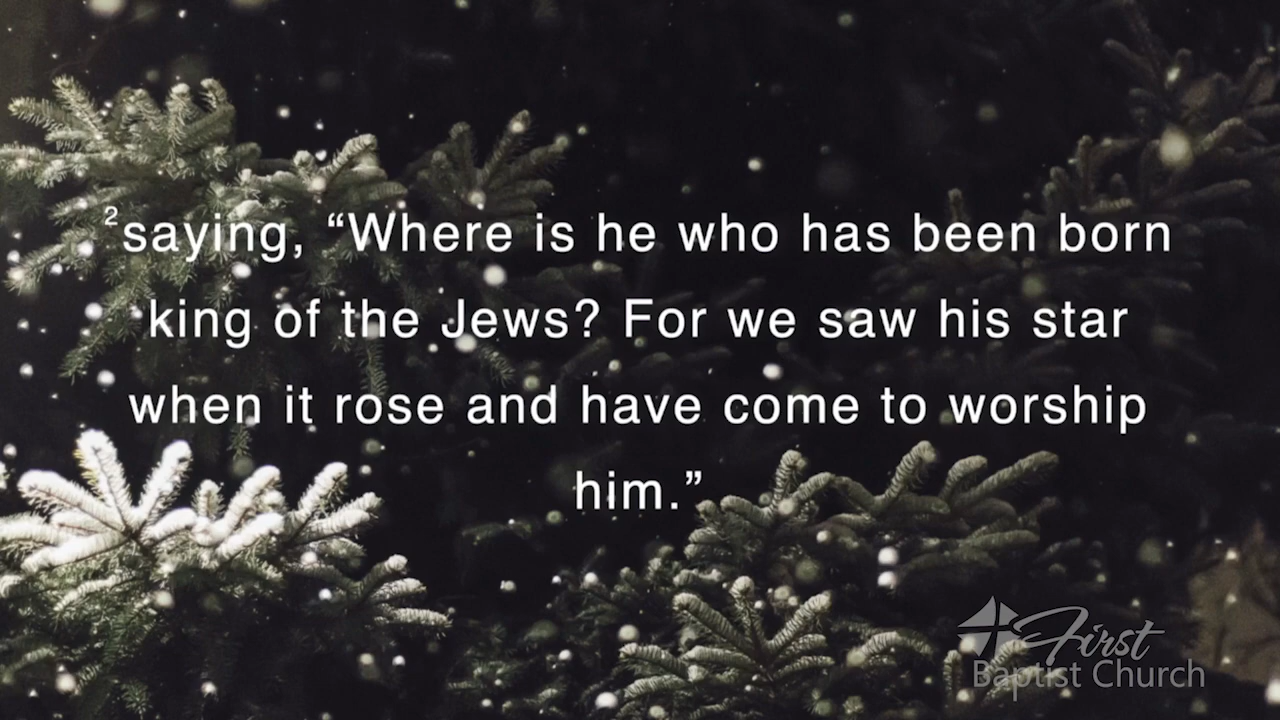 ²saying, “Where is he who has been born
king of the Jews? For we saw his star
when it rose and have come to worship
him.”
First
Baptist Church